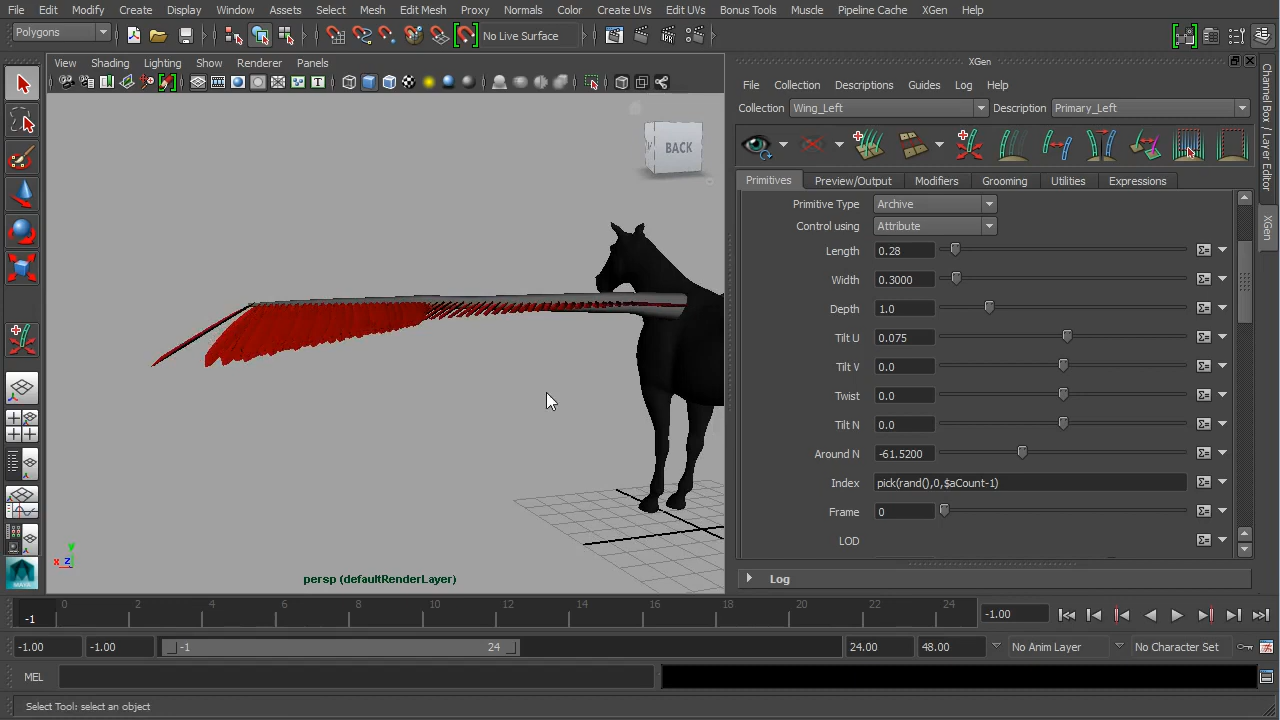 File Edit Modify Create Display Window Assets Select Mesh Edit Mesh Proxy Normals Color Create UVs Edit UVs Bonus Tools Muscle Pipeline Cache XGen Help
Polygons
No Live Surface
View Shading Lighting Show Renderer Panels
BACK
persp (defaultRenderLayer)
y
x z
XGen
File Collection Descriptions Guides Log Help
Collection Wing_Left Description Primary_Left
Primitives Preview/Output Modifiers Grooming Utilities Expressions
Primitive Type Archive
Control using Attribute
Length 0.28
Width 0.3000
Depth 1.0
Tilt U 0.075
Tilt V 0.0
Twist 0.0
Tilt N 0.0
Around N -61.5200
Index pick(rand(),0,$aCount-1)
Frame 0
LOD
Log
Channel Box / Layer Editor
XGen
-1 0 2 4 6 8 10 12 14 16 18 20 22 24 -1.00
-1.00 -1.00 -1 24 24.00 48.00 No Anim Layer No Character Set
MEL
Select Tool: select an object